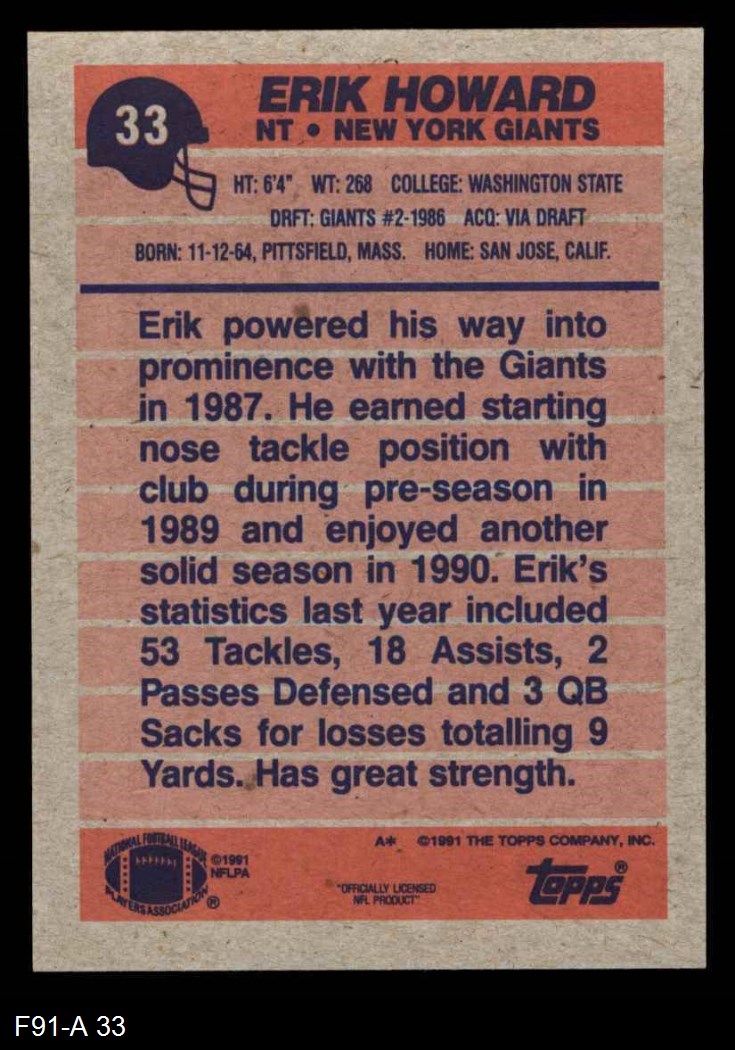 33
ERIK HOWARD
NT • NEW YORK GIANTS
HT: 6'4" WT: 268 COLLEGE: WASHINGTON STATE
DRFT: GIANTS #2-1986 ACQ: VIA DRAFT
BORN: 11-12-64, PITTSFIELD, MASS. HOME: SAN JOSE, CALIF.
Erik powered his way into
prominence with the Giants
in 1987. He earned starting
nose tackle position with
club during pre-season in
1989 and enjoyed another
solid season in 1990. Erik's
statistics last year included
53 Tackles, 18 Assists, 2
Passes Defensed and 3 QB
Sacks for losses totalling 9
Yards. Has great strength.
A* ©1991 THE TOPPS COMPANY, INC.
NATIONAL FOOTBALL LEAGUE
PLAYERS ASSOCIATION ®
©1991
NFLPA
"OFFICIALLY LICENSED
NFL PRODUCT"
topps®
F91-A 33